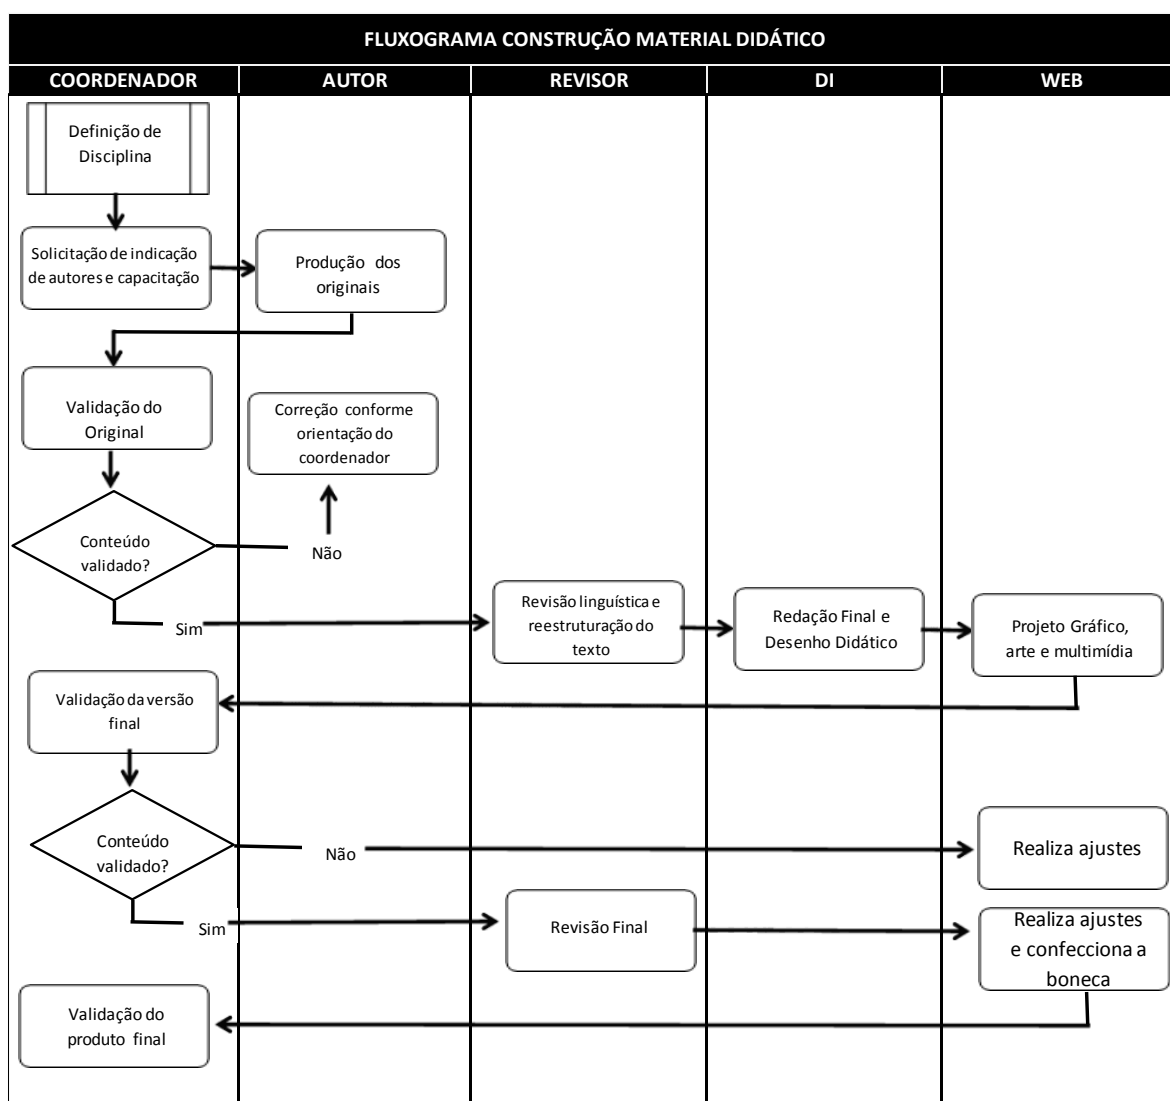 FLUXOGRAMA CONSTRUÇÃO MATERIAL DIDÁTICO
COORDENADOR
AUTOR
REVISOR
DI
WEB
Definição de
Disciplina
Solicitação de indicação
de autores e capacitação
Produção dos
originais
Validação do
Original
Correção conforme
orientação do
coordenador
Conteúdo
validado?
Não
Sim
Revisão linguística e
reestruturação do
texto
Redação Final e
Desenho Didático
Projeto Gráfico,
arte e multimídia
Validação da versão
final
Conteúdo
validado?
Não
Realiza ajustes
Sim
Revisão Final
Realiza ajustes
e confecciona a
boneca
Validação do
produto final